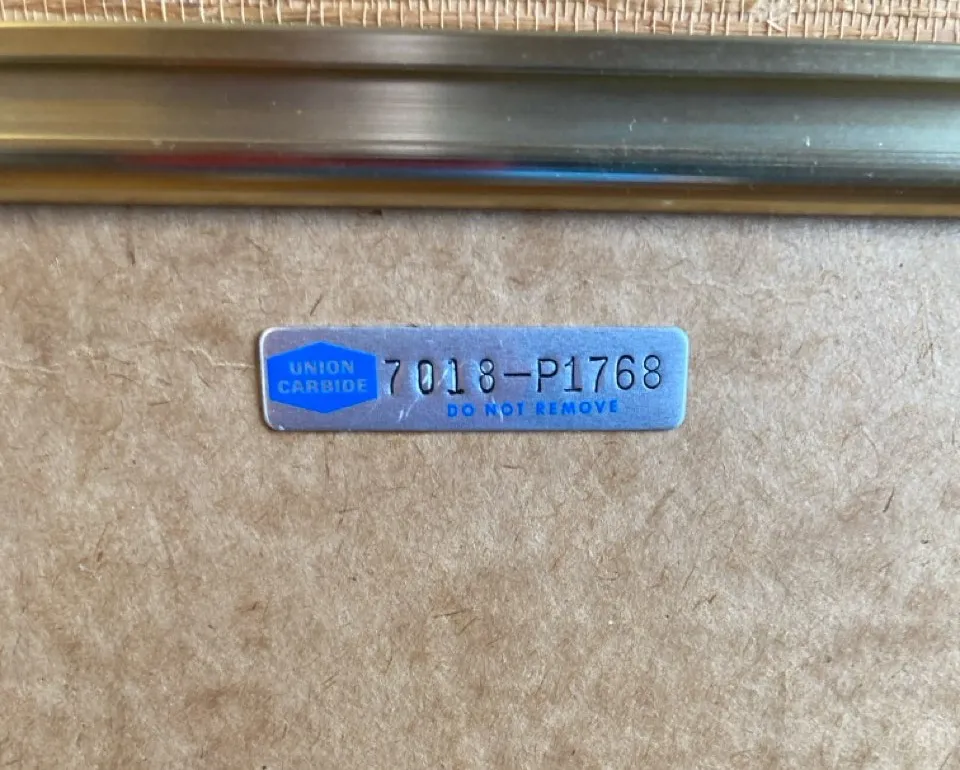 UNION
CARBIDE
7018-P1768
DO NOT REMOVE